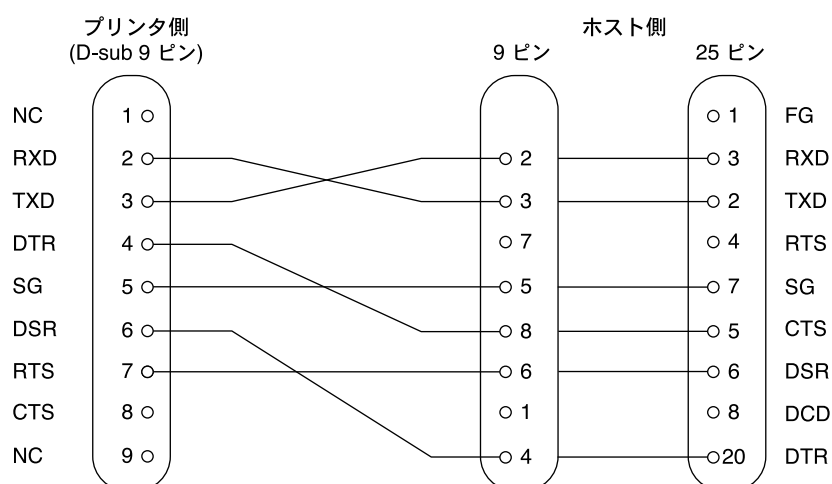 プリンタ側
(D-sub 9 ピン)
ホスト側
9 ピン
25 ピン
NC 1 1 FG
RXD 2 2 3 RXD
TXD 3 3 2 TXD
DTR 4 7 4 RTS
SG 5 5 7 SG
DSR 6 8 5 CTS
RTS 7 6 6 DSR
CTS 8 1 8 DCD
NC 9 4 20 DTR